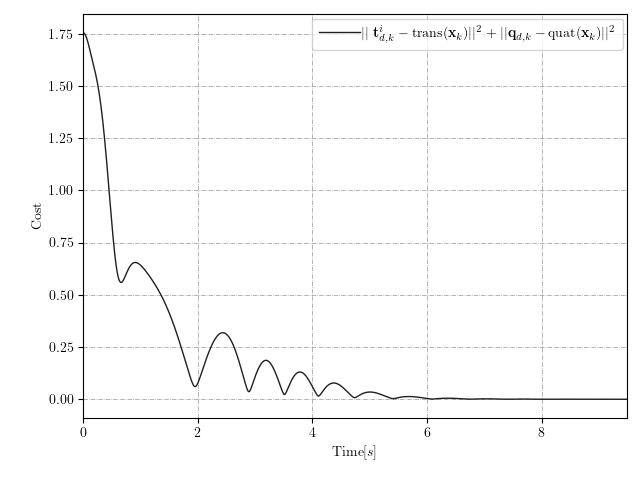 || t^i_{d,k} − trans(x_k)||^2 + ||q_{d,k} − quat(x_k)||^2
1.75
1.50
1.25
1.00
0.75
0.50
0.25
0.00
Cost
0 2 4 6 8
Time[s]